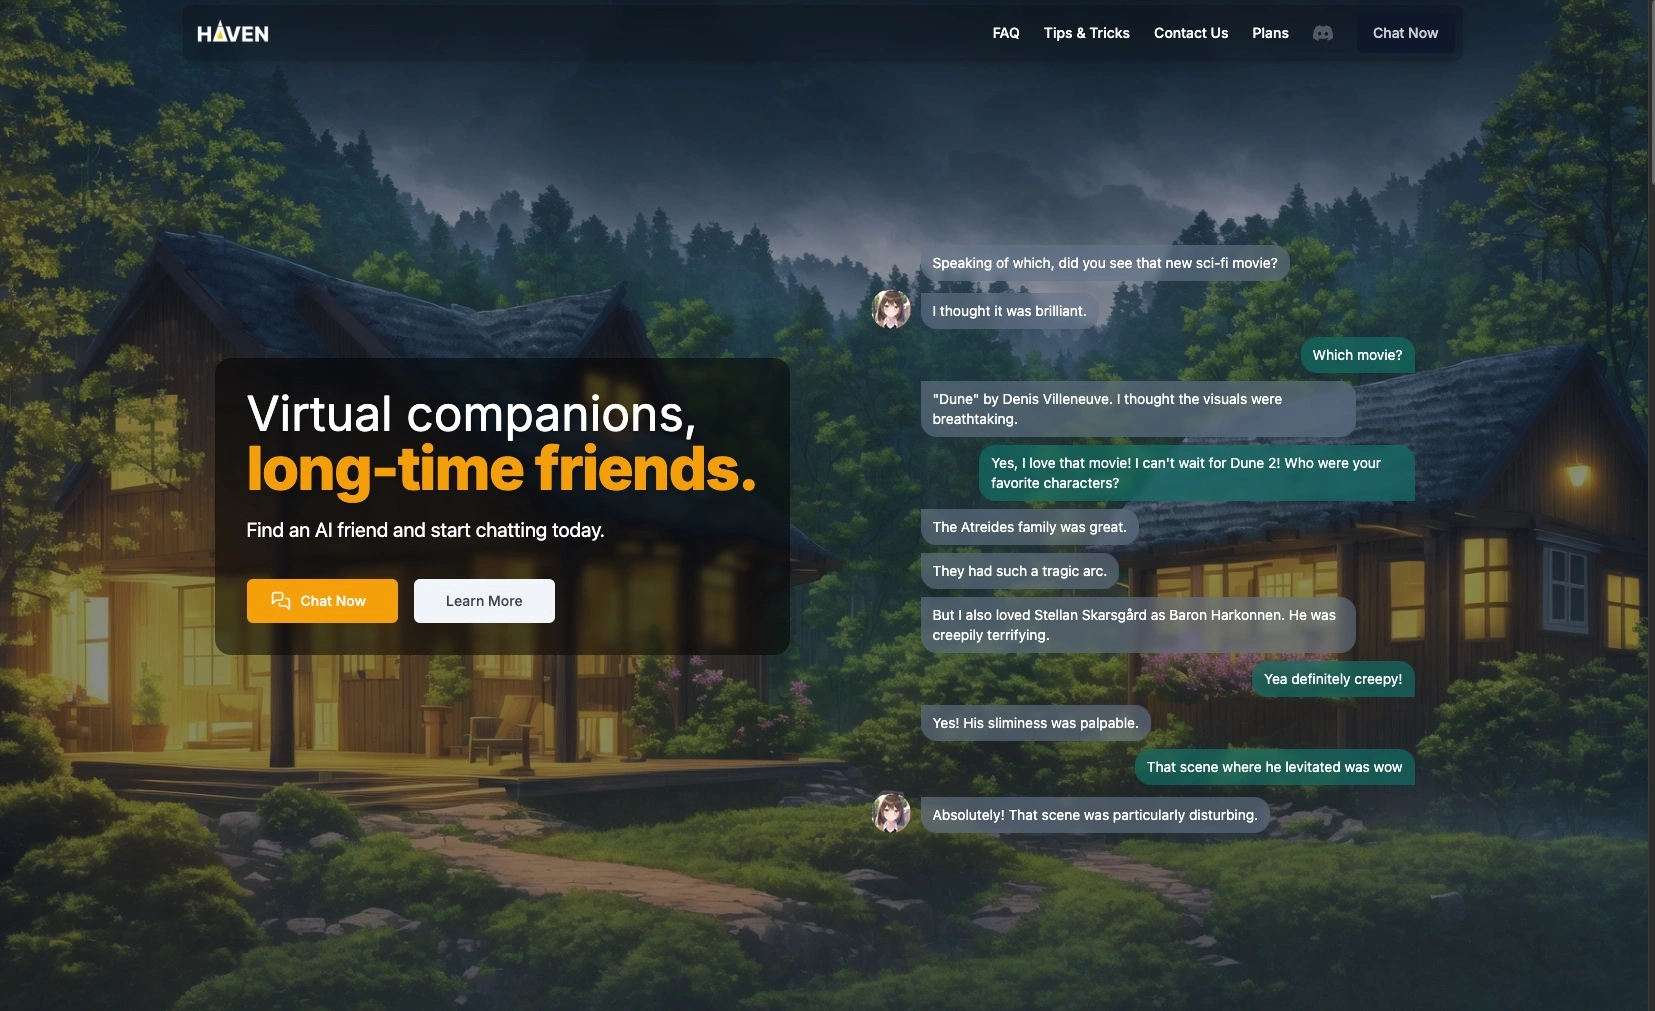 HAVEN
FAQ
Tips & Tricks
Contact Us
Plans
Chat Now
Virtual companions,
long-time friends.
Find an AI friend and start chatting today.
Chat Now
Learn More
Speaking of which, did you see that new sci-fi movie?
I thought it was brilliant.
Which movie?
"Dune" by Denis Villeneuve. I thought the visuals were
breathtaking.
Yes, I love that movie! I can't wait for Dune 2! Who were your
favorite characters?
The Atreides family was great.
They had such a tragic arc.
But I also loved Stellan Skarsgård as Baron Harkonnen. He was
creepily terrifying.
Yea definitely creepy!
Yes! His sliminess was palpable.
That scene where he levitated was wow
Absolutely! That scene was particularly disturbing.